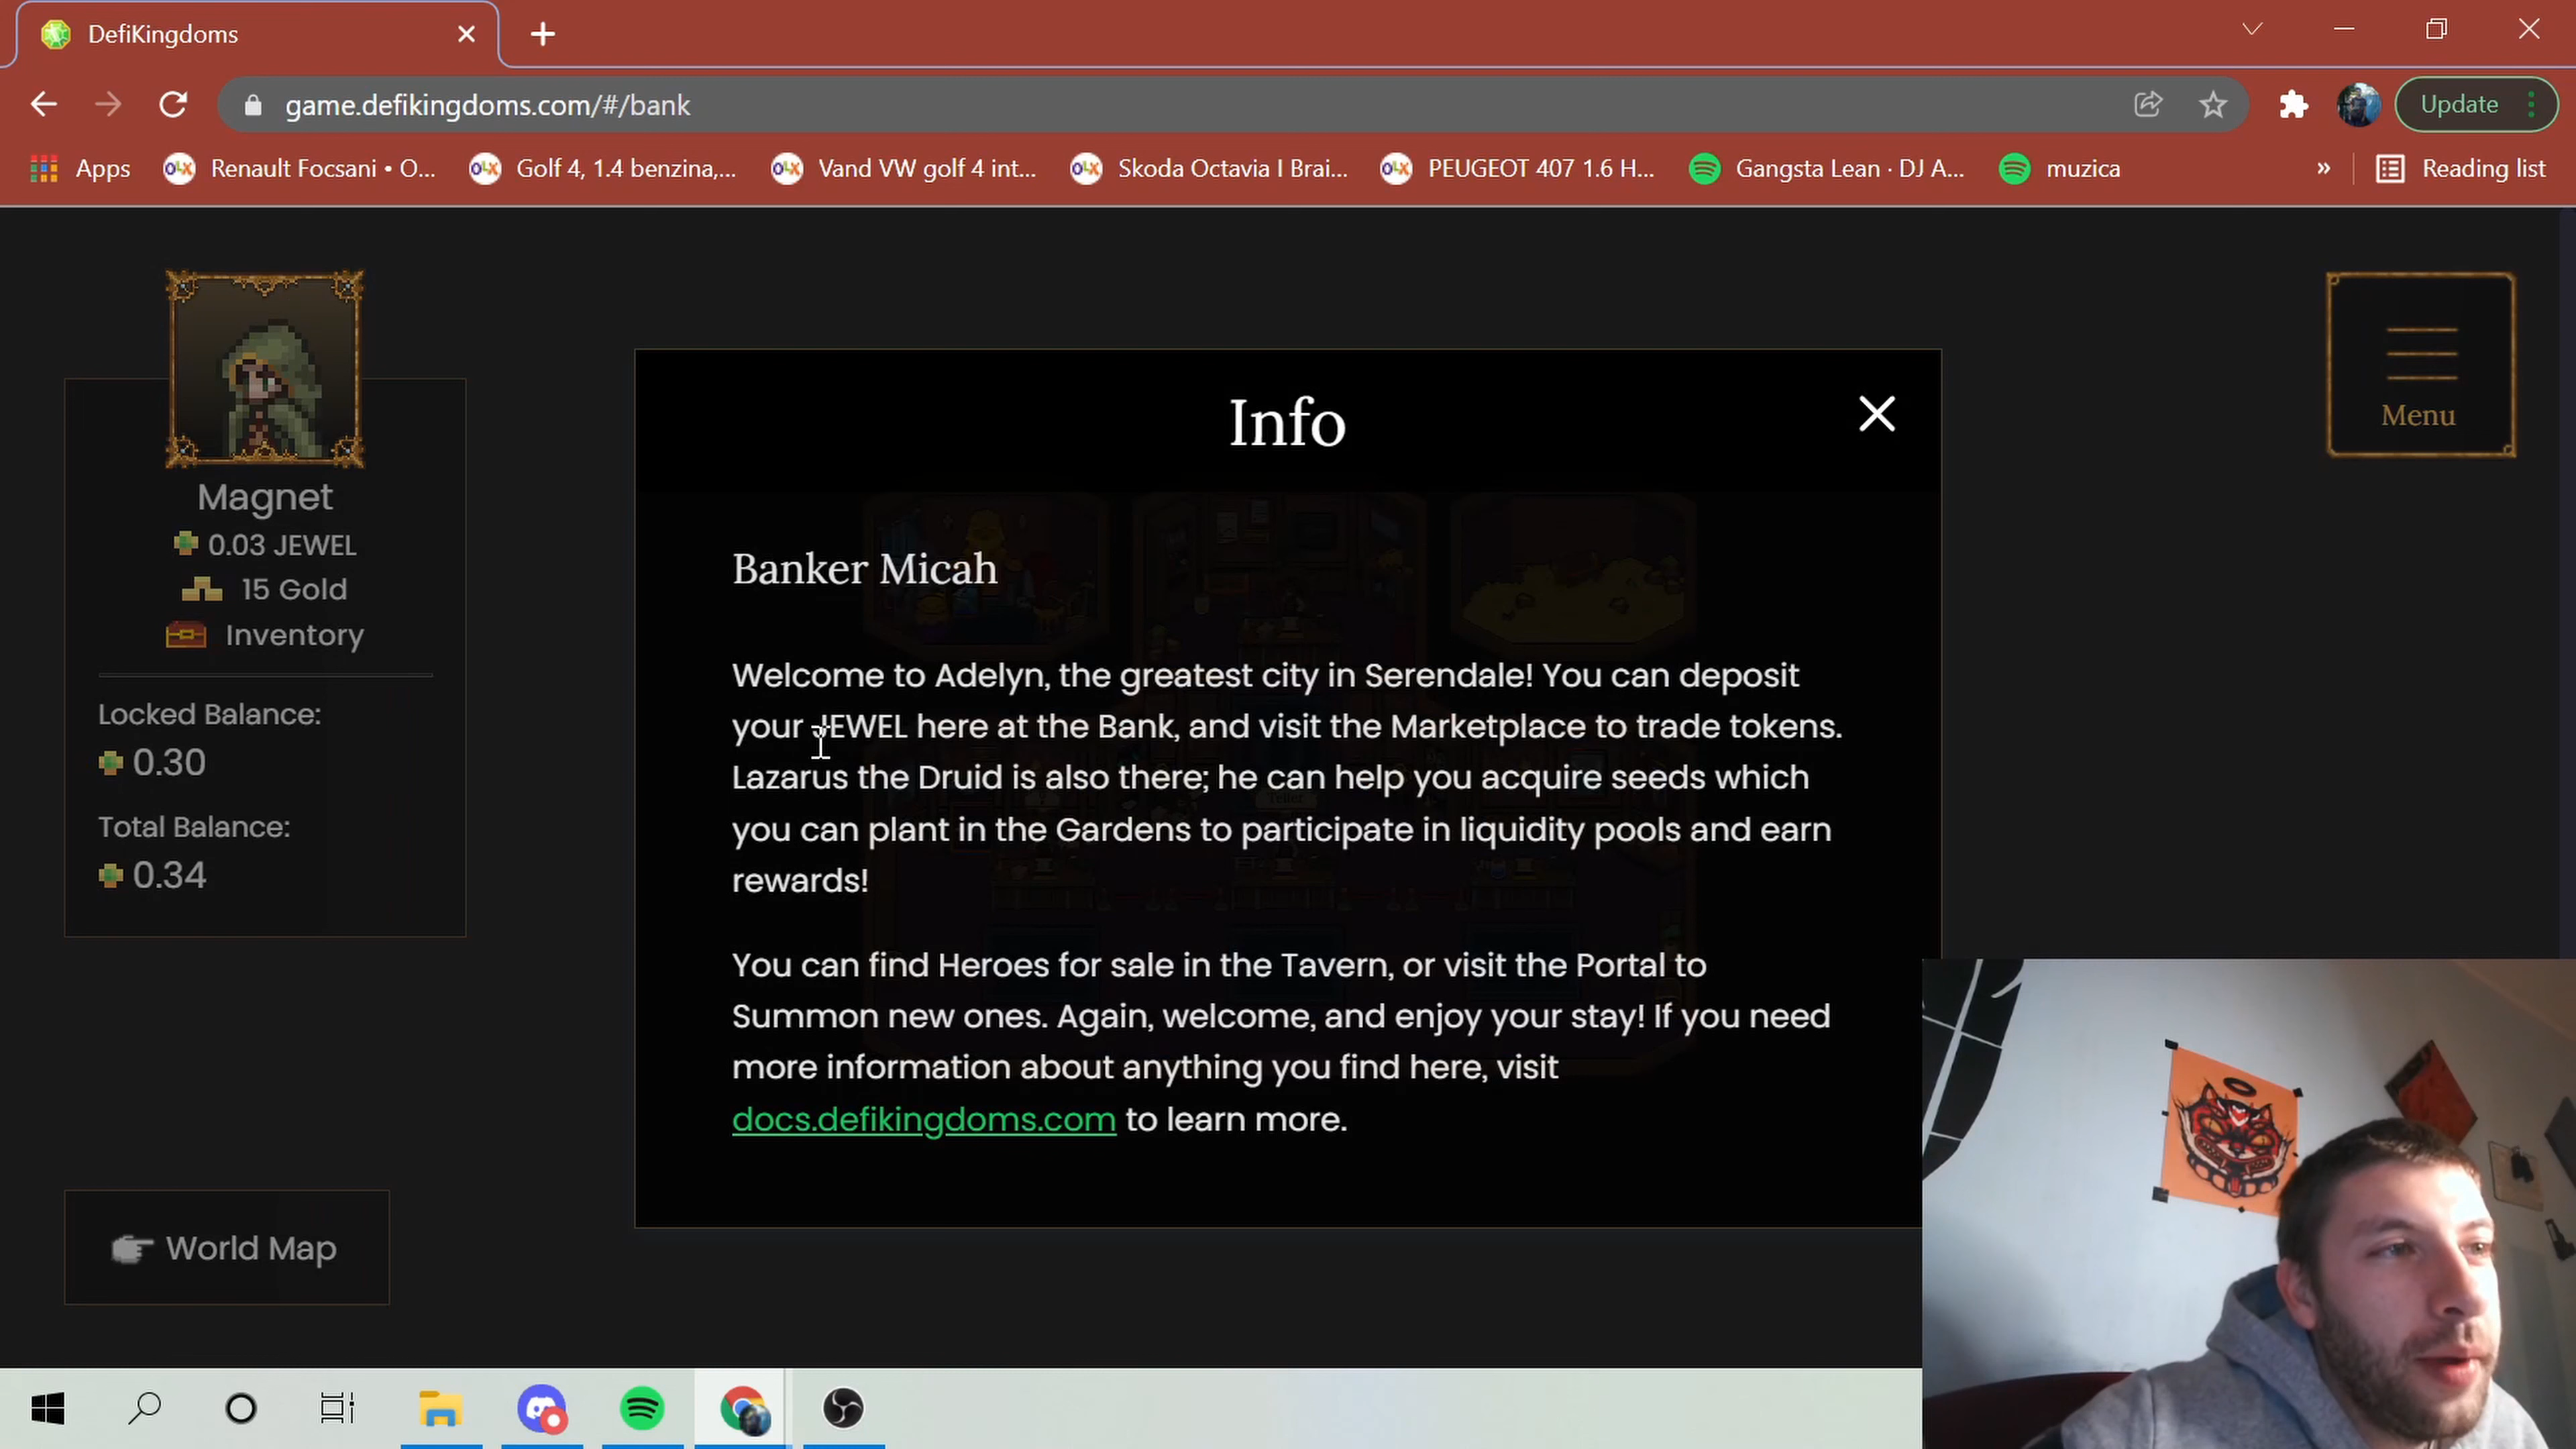 DefiKingdoms
game.defikingdoms.com/#/bank
Update
Apps
Renault Focsani • O...
Golf 4, 1.4 benzina,...
Vand VW golf 4 int...
Skoda Octavia I Brai...
PEUGEOT 407 1.6 H...
Gangsta Lean · DJ A...
muzica
»
Reading list
Magnet
0.03 JEWEL
15 Gold
Inventory
Locked Balance:
0.30
Total Balance:
0.34
World Map
Menu
Info
Banker Micah
Welcome to Adelyn, the greatest city in Serendale! You can deposit
your JEWEL here at the Bank, and visit the Marketplace to trade tokens.
Lazarus the Druid is also there; he can help you acquire seeds which
you can plant in the Gardens to participate in liquidity pools and earn
rewards!
You can find Heroes for sale in the Tavern, or visit the Portal to
Summon new ones. Again, welcome, and enjoy your stay! If you need
more information about anything you find here, visit
docs.defikingdoms.com to learn more.